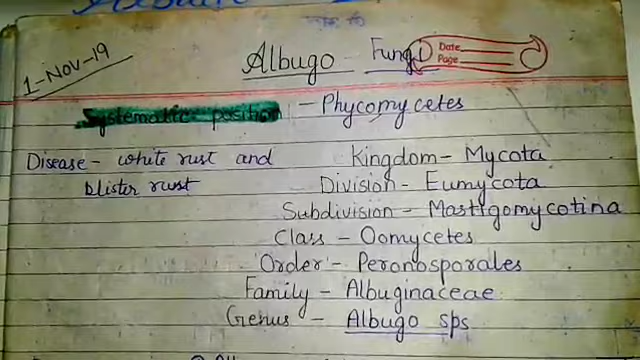 1-Nov-19
Albugo - Fungi
Date
Page
Systematic position - Phycomycetes
Disease - white rust and
blister rust
Kingdom - Mycota
Division - Eumycota
Subdivision - Mastigomycotina
Class - Oomycetes
Order - Peronosporales
Family - Albuginaceae
Genus - Albugo sps